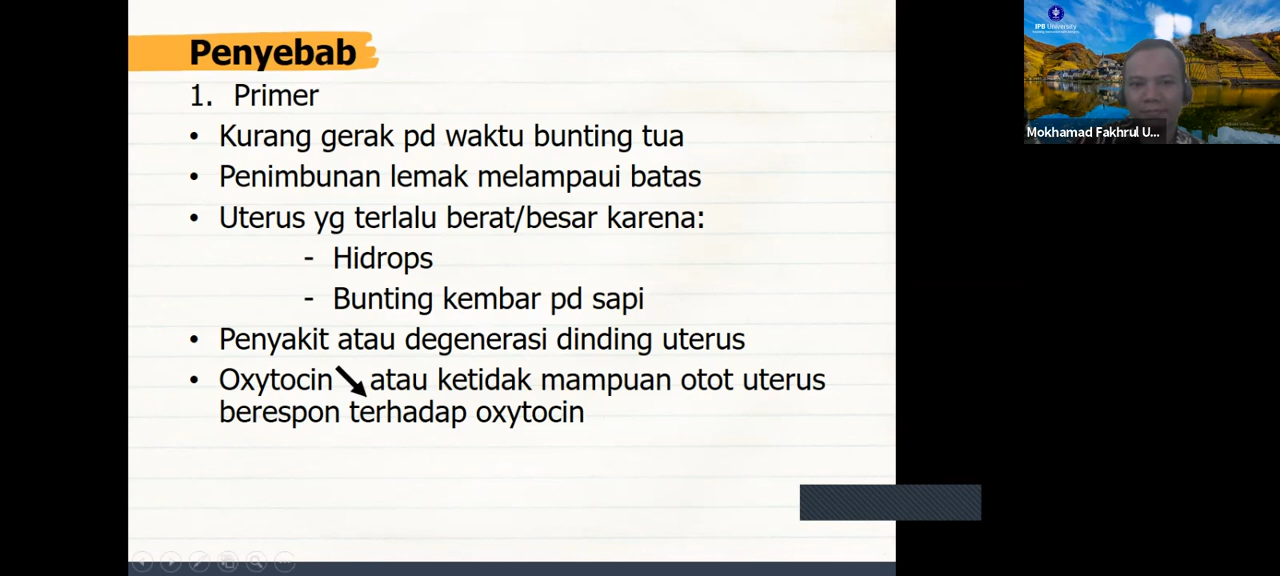 Penyebab
1. Primer
• Kurang gerak pd waktu bunting tua
• Penimbunan lemak melampaui batas
• Uterus yg terlalu berat/besar karena:
- Hidrops
- Bunting kembar pd sapi
• Penyakit atau degenerasi dinding uterus
• Oxytocin ↘ atau ketidak mampuan otot uterus
berespon terhadap oxytocin
IPB University
Mokhamad Fakhrul U...